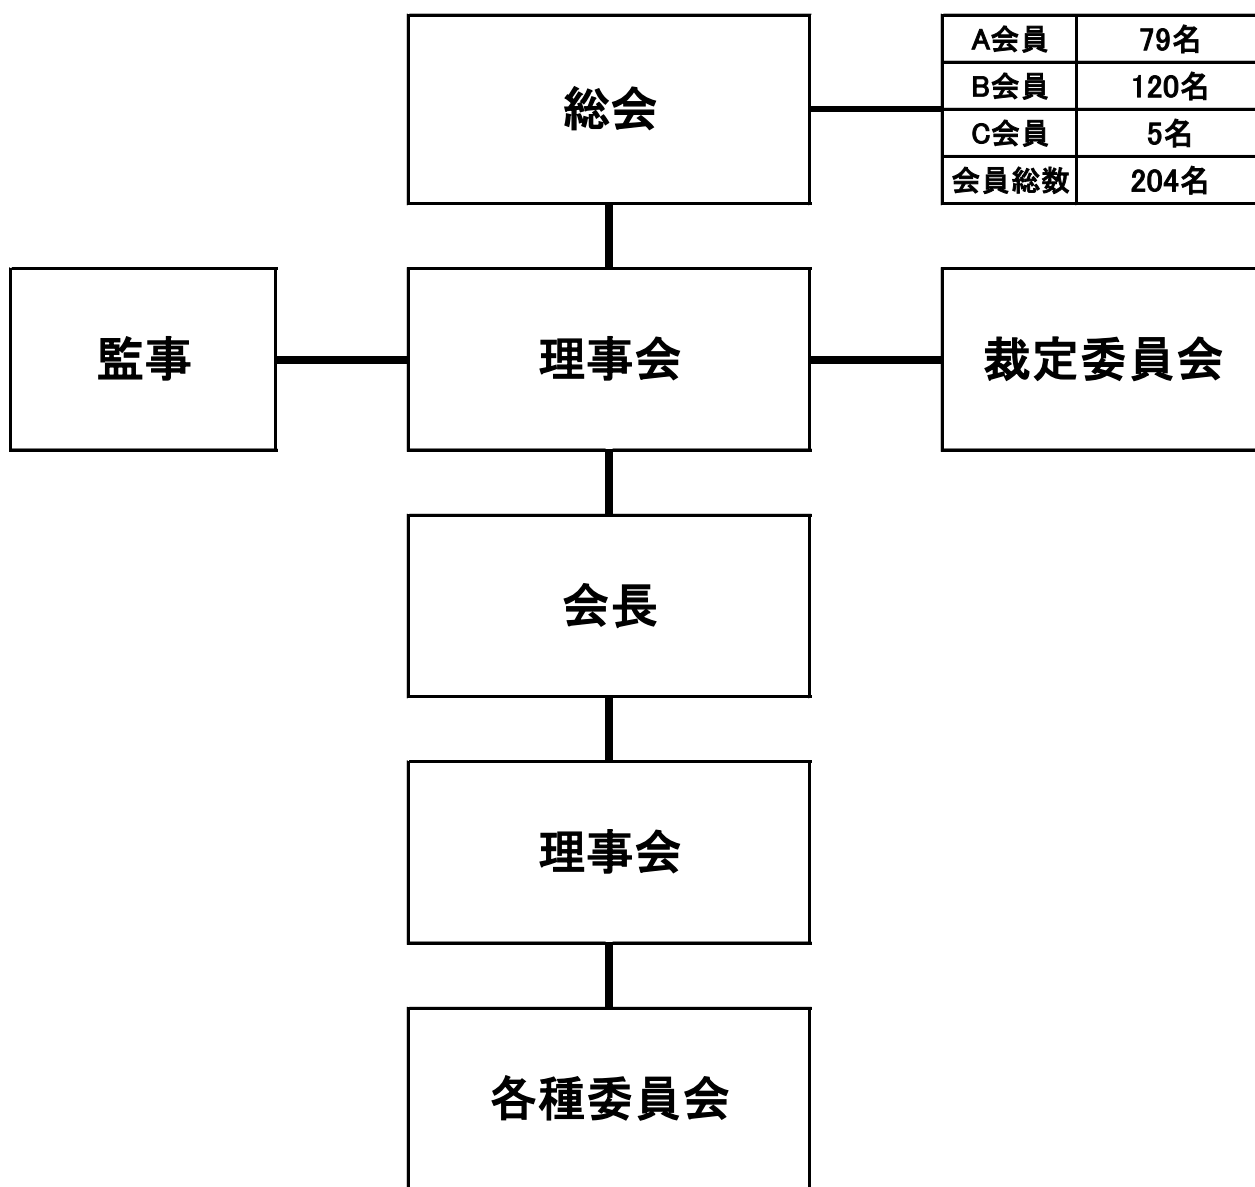 総会
A会員 79名
B会員 120名
C会員 5名
会員総数 204名
監事
理事会
裁定委員会
会長
理事会
各種委員会